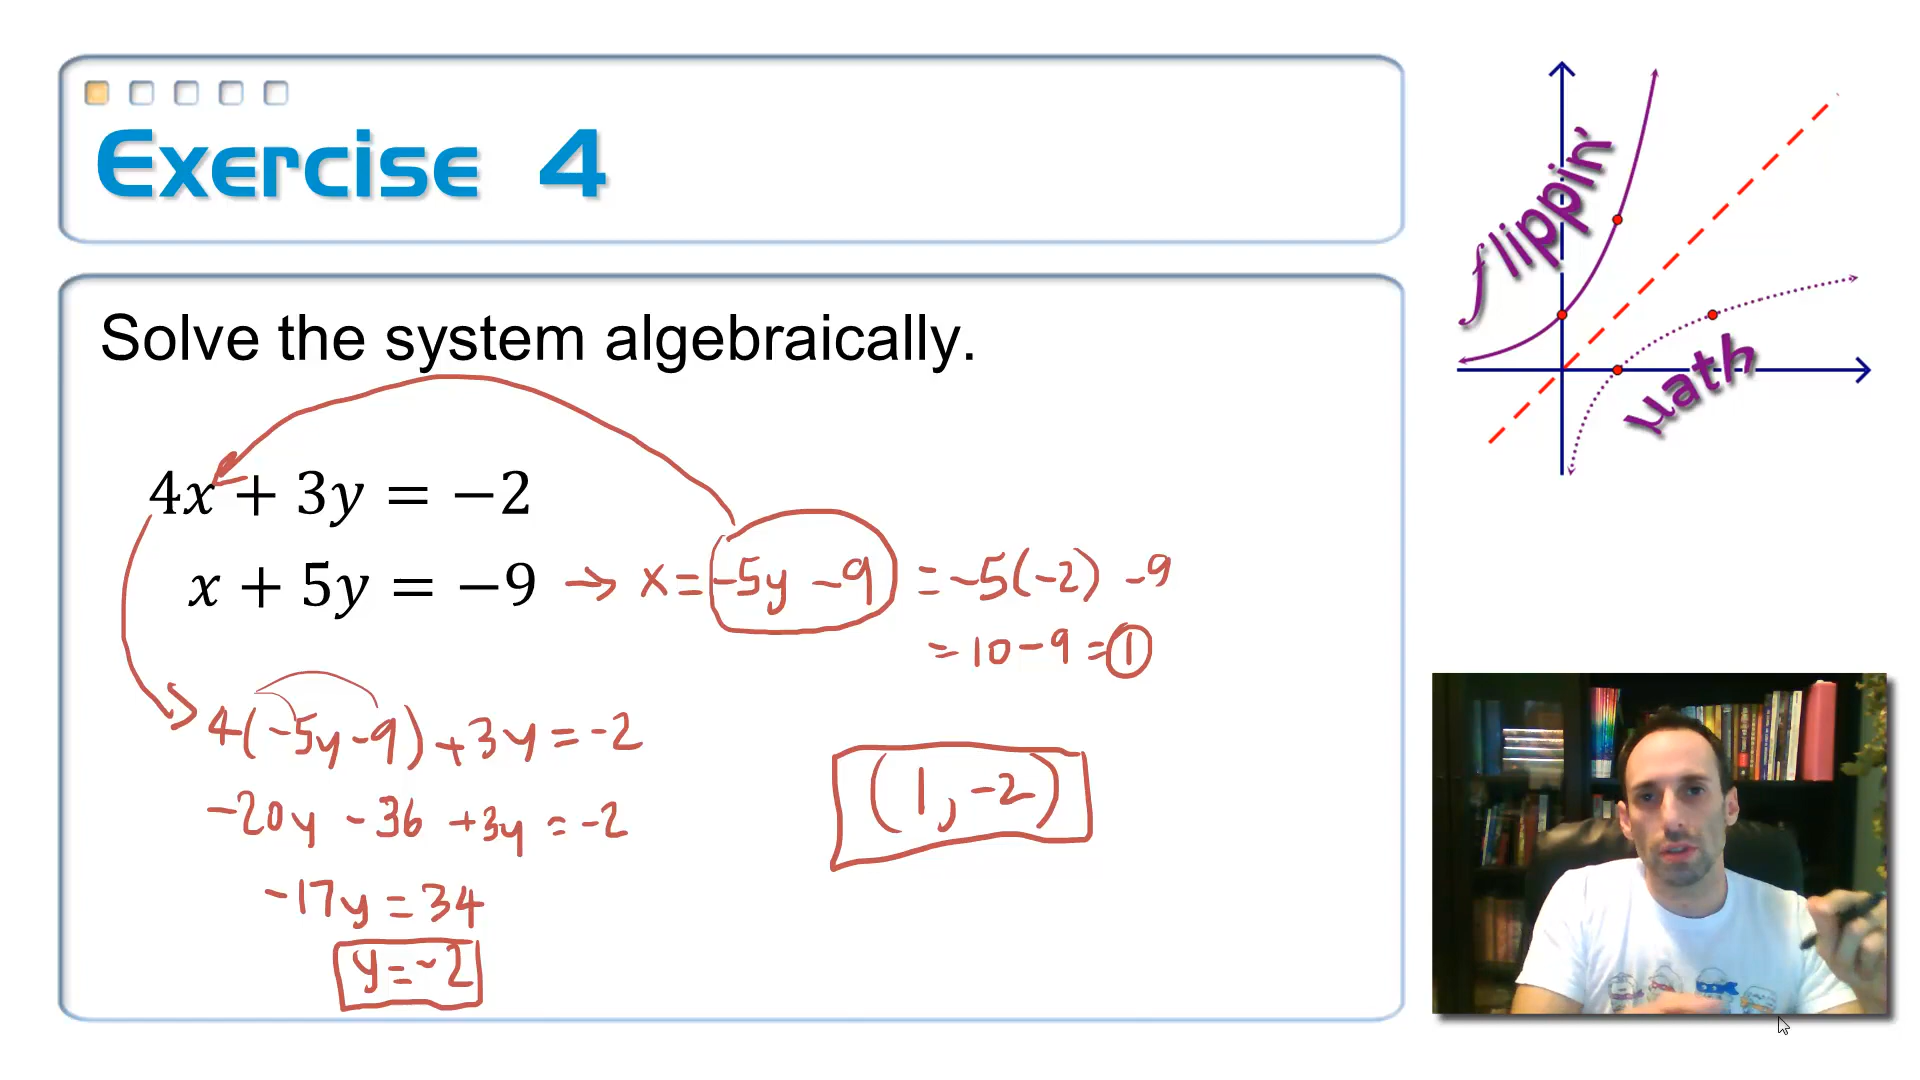 Exercise 4
flippin'
math
Solve the system algebraically.
4x + 3y = −2
x + 5y = −9 → x = -5y - 9 = -5(-2) - 9
= 10 - 9 = 1
4(-5y - 9) + 3y = -2
-20y - 36 + 3y = -2
-17y = 34
y = -2
(1, -2)